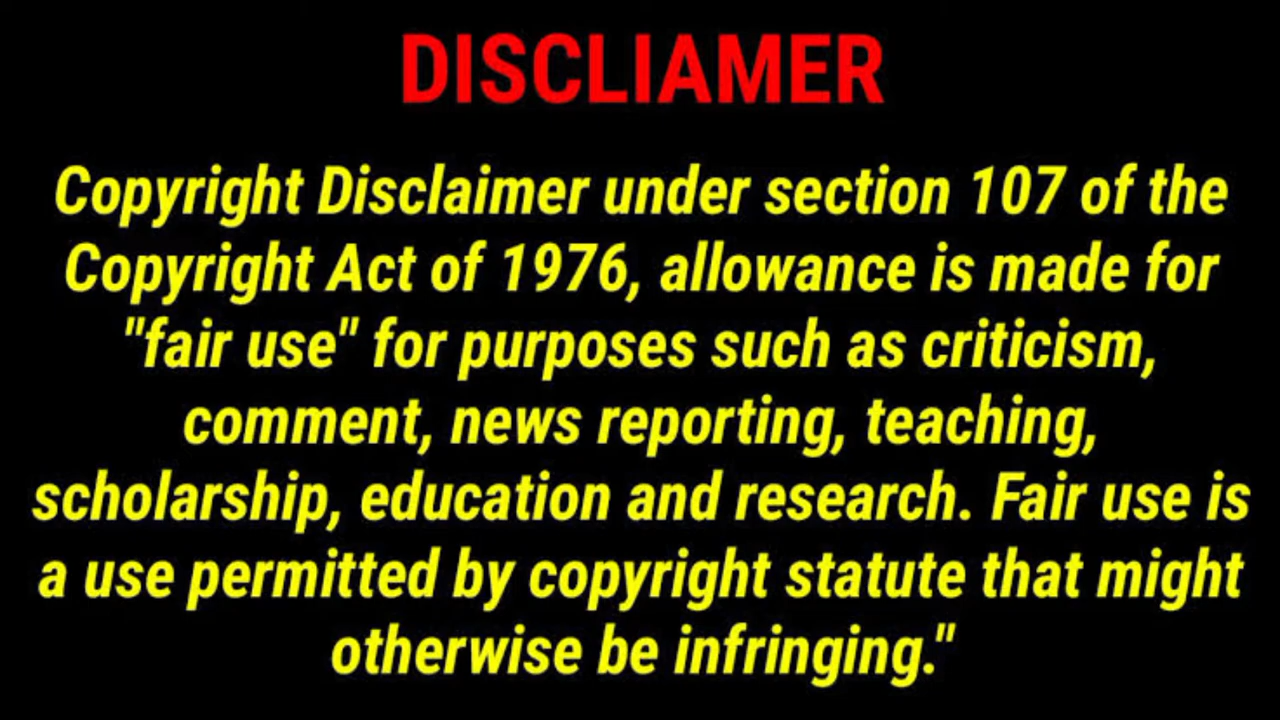 DISCLIAMER
Copyright Disclaimer under section 107 of the
Copyright Act of 1976, allowance is made for
"fair use" for purposes such as criticism,
comment, news reporting, teaching,
scholarship, education and research. Fair use is
a use permitted by copyright statute that might
otherwise be infringing."